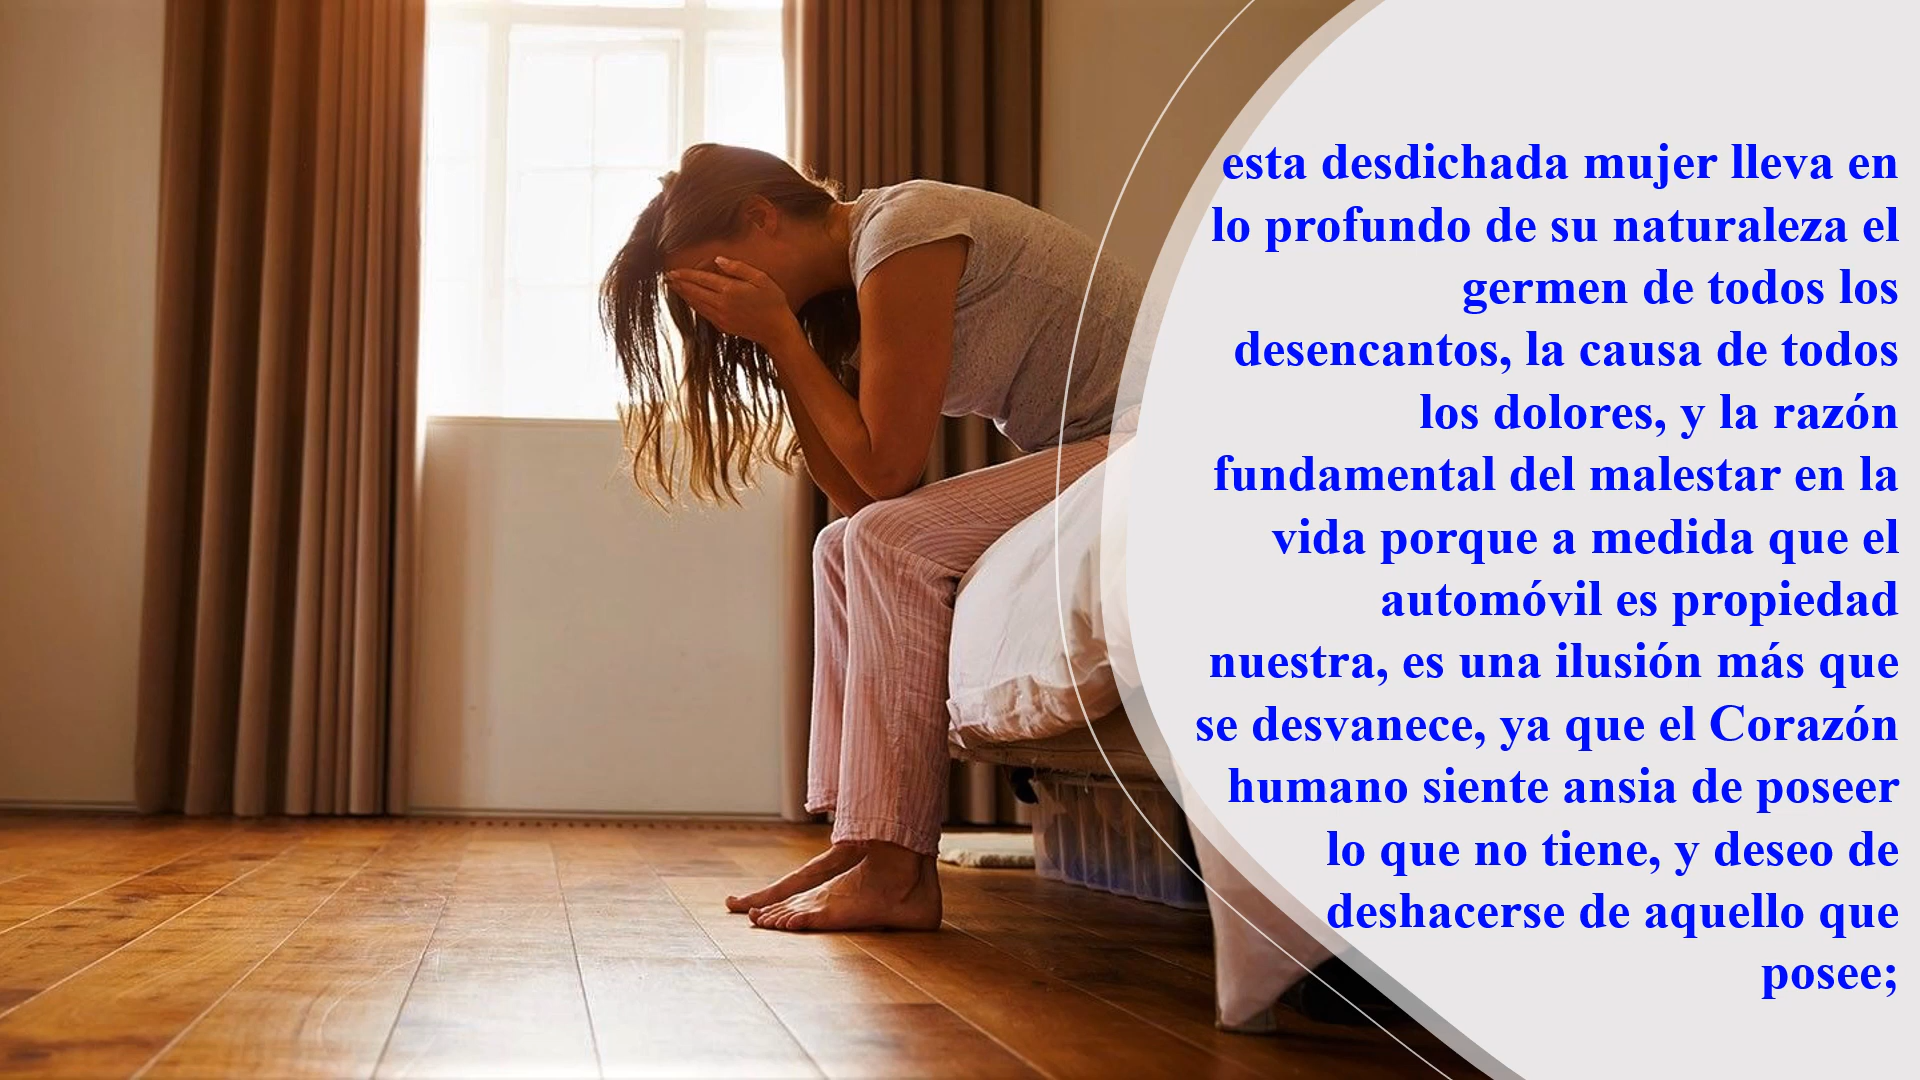 esta desdichada mujer lleva en
lo profundo de su naturaleza el
germen de todos los
desencantos, la causa de todos
los dolores, y la razón
fundamental del malestar en la
vida porque a medida que el
automóvil es propiedad
nuestra, es una ilusión más que
se desvanece, ya que el Corazón
humano siente ansia de poseer
lo que no tiene, y deseo de
deshacerse de aquello que
posee;